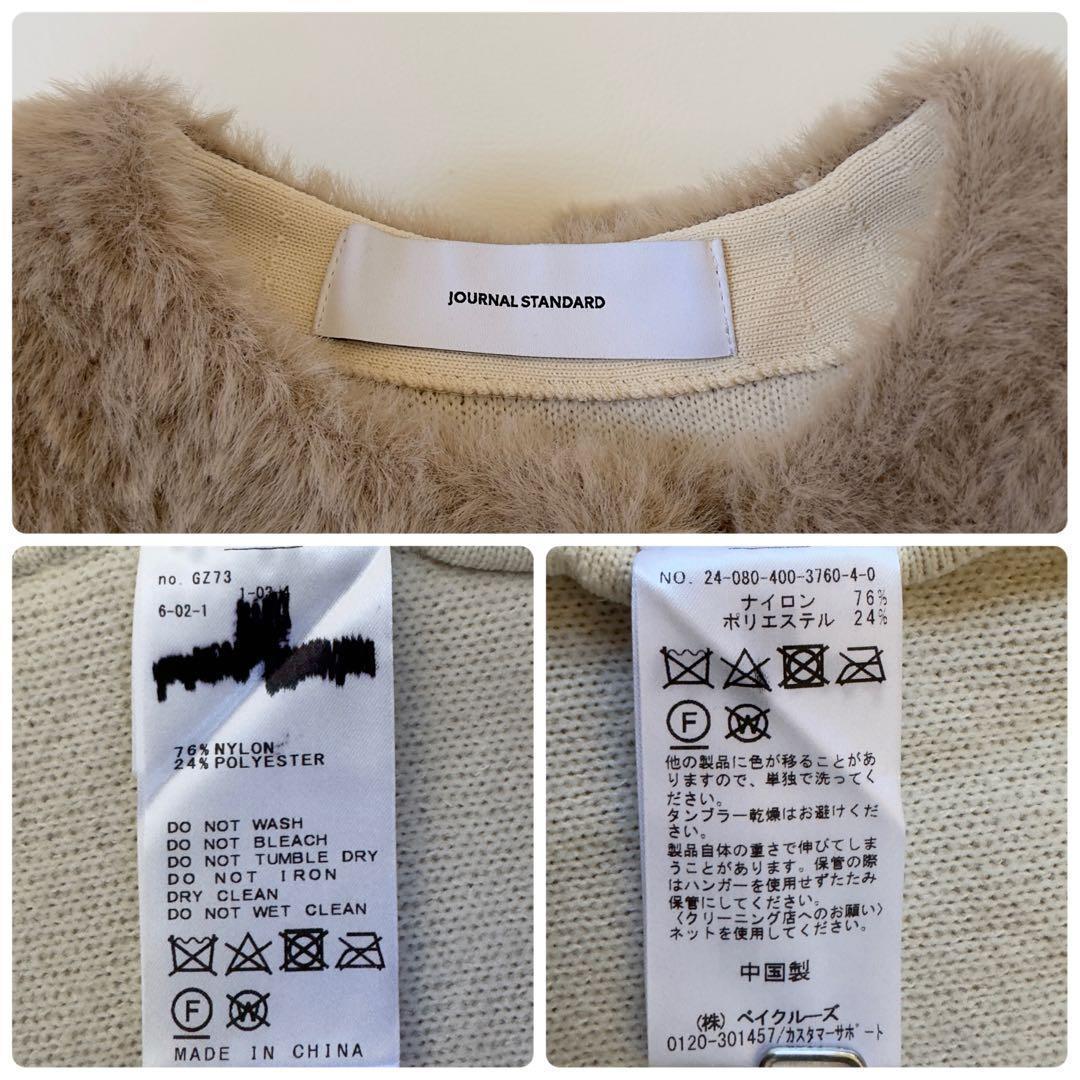 JOURNAL STANDARD
no. GZ73
1-02-4
6-02-1
76% NYLON
24% POLYESTER
DO NOT WASH
DO NOT BLEACH
DO NOT TUMBLE DRY
DO NOT IRON
DRY CLEAN
DO NOT WET CLEAN
F W
MADE IN CHINA
NO. 24-080-400-3760-4-0
ナイロン 76%
ポリエステル 24%
F W
他の製品に色が移ることがあ
りますので、単独で洗ってく
ださい。
タンブラー乾燥はお避けくだ
さい。
製品自体の重さで伸びてしま
うことがあります。保管の際
はハンガーを使用せずたたみ
保管にしてください。
〈クリーニング店へのお願い〉
ネットを使用してください。
中国製
(株) ベイクルーズ
0120-301457/カスタマーサポート